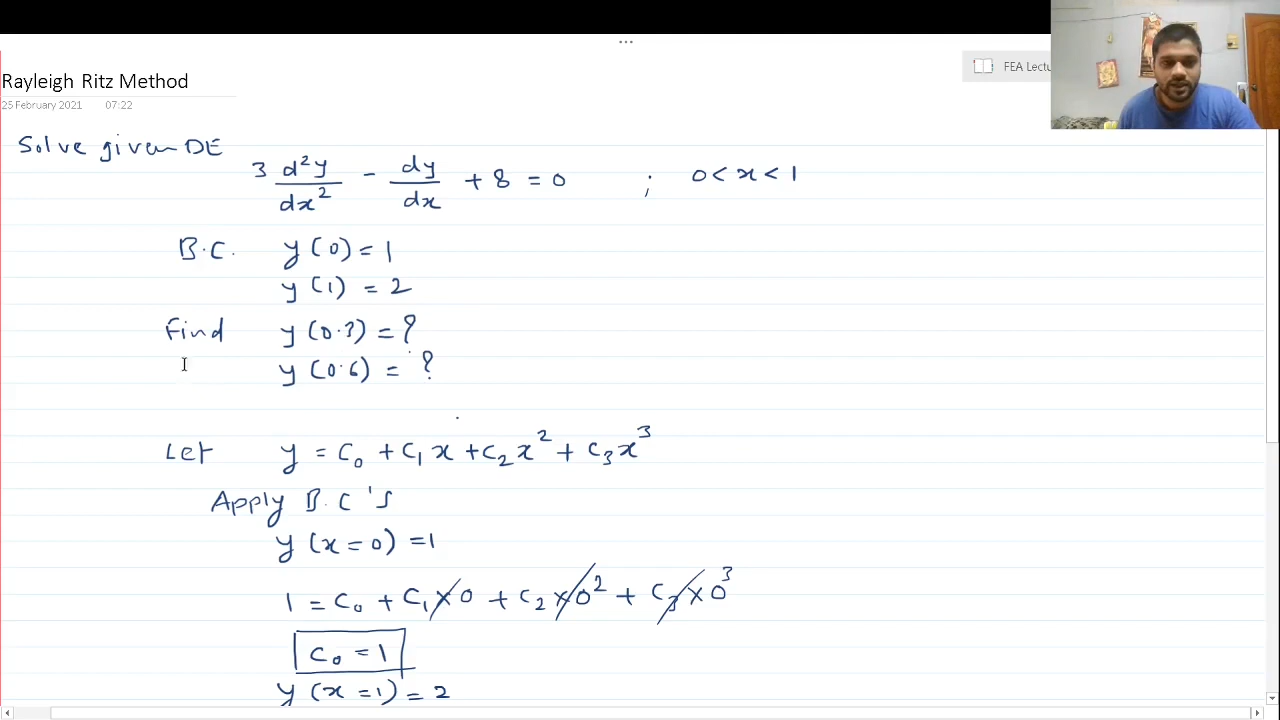 Rayleigh Ritz Method
FEA Lectu
25 February 2021 07:22
Solve given DE
3 d²y/dx² - dy/dx + 8 = 0 ; 0 < x < 1
B.C. y(0) = 1
y(1) = 2
Find y(0.3) = ?
y(0.6) = ?
Let y = C₀ + C₁x + C₂x² + C₃x³
Apply B.C's
y(x = 0) = 1
1 = C₀ + C₁×0 + C₂×0² + C₃×0³
C₀ = 1
y(x = 1) = 2